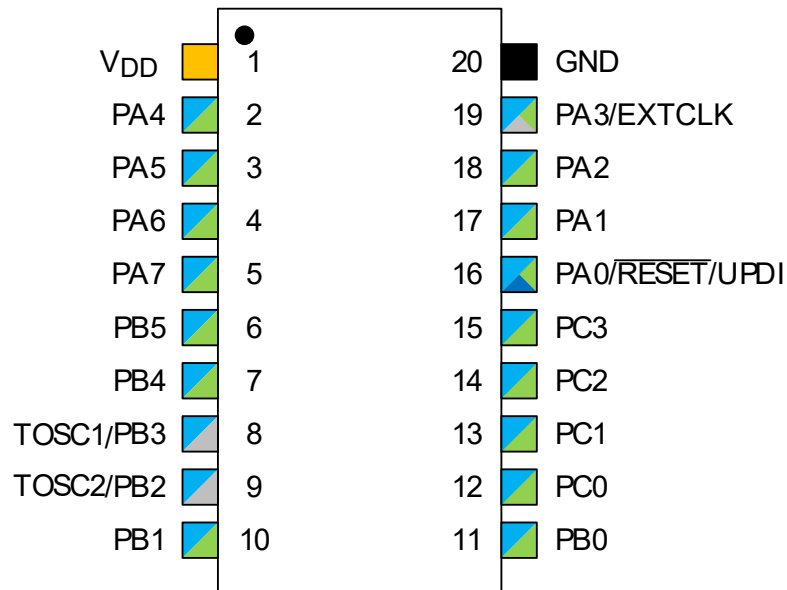 VDD 1 20 GND
PA4 2 19 PA3/EXTCLK
PA5 3 18 PA2
PA6 4 17 PA1
PA7 5 16 PA0/RESET/UPDI
PB5 6 15 PC3
PB4 7 14 PC2
TOSC1/PB3 8 13 PC1
TOSC2/PB2 9 12 PC0
PB1 10 11 PB0